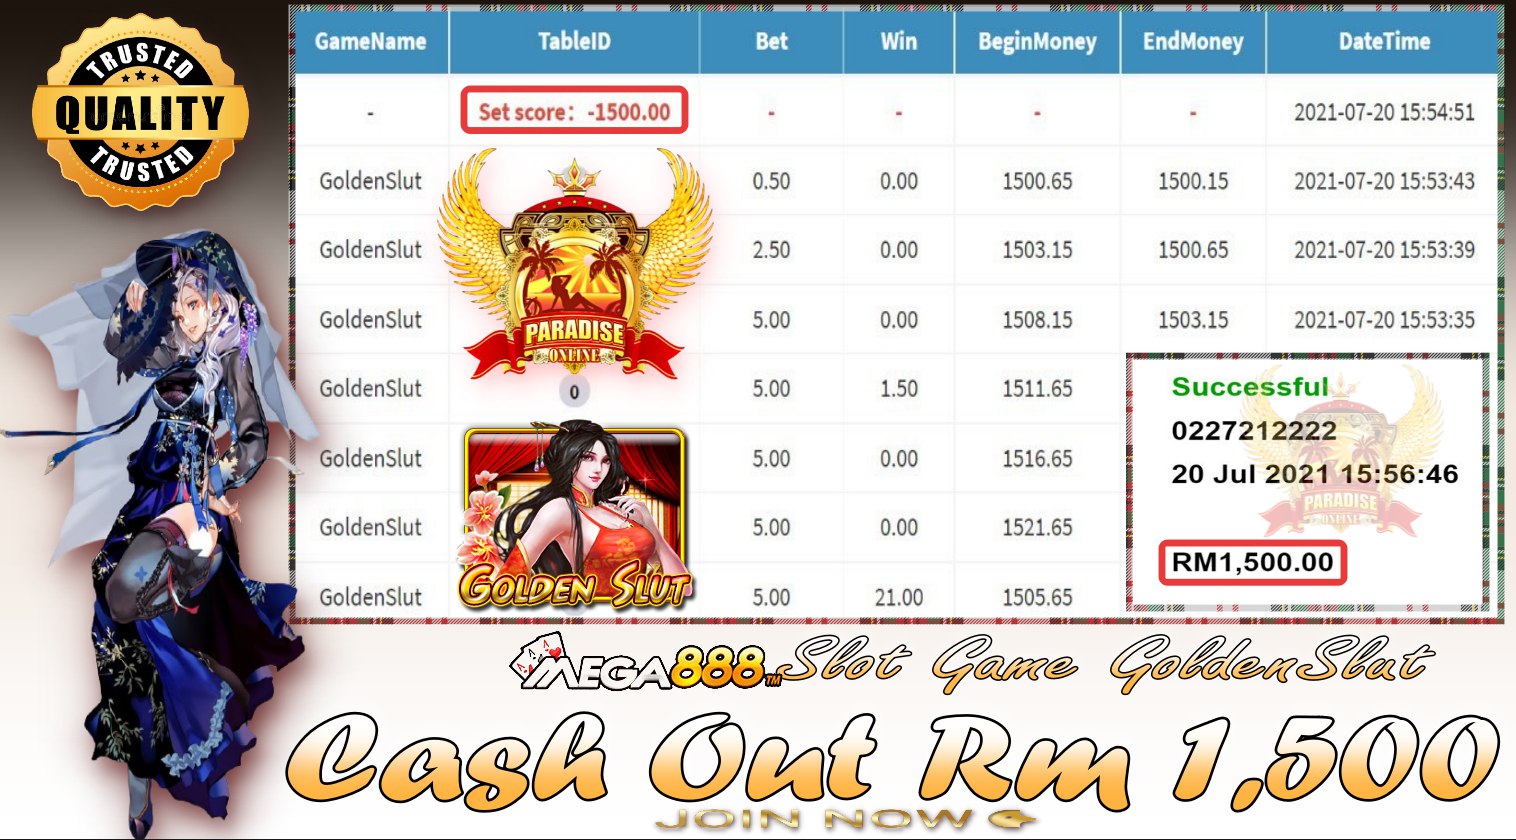 TRUSTED
QUALITY
TRUSTED
GameName TableID Bet Win BeginMoney EndMoney DateTime
- Set score: -1500.00 - - - - 2021-07-20 15:54:51
GoldenSlut 0.50 0.00 1500.65 1500.15 2021-07-20 15:53:43
GoldenSlut 2.50 0.00 1503.15 1500.65 2021-07-20 15:53:39
GoldenSlut 5.00 0.00 1508.15 1503.15 2021-07-20 15:53:35
GoldenSlut 0 5.00 1.50 1511.65
GoldenSlut 5.00 0.00 1516.65
GoldenSlut 5.00 0.00 1521.65
GoldenSlut 5.00 21.00 1505.65
PARADISE
ONLINE
GOLDEN SLUT
Successful
0227212222
20 Jul 2021 15:56:46
PARADISE
ONLINE
RM1,500.00
MEGA888™ Slot Game GoldenSlut
Cash Out Rm 1,500
JOIN NOW